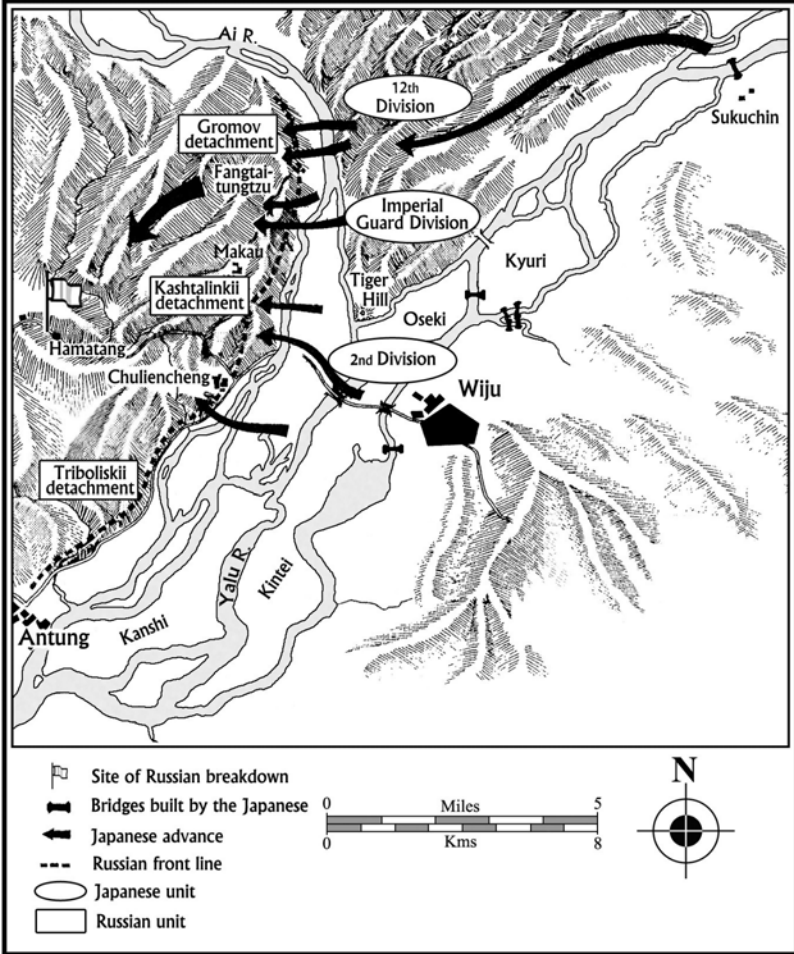 Ai R.
12th
Division
Sukuchin
Gromov
detachment
Fangtai-
tungtzu
Imperial
Guard Division
Kyuri
Makau
Tiger
Hill
Kashtalinkii
detachment
Oseki
Hamatang
2nd Division
Chuliencheng
Wiju
Triboliskii
detachment
Yalu R.
Kintei
Kanshi
Antung
Site of Russian breakdown
Bridges built by the Japanese
Japanese advance
Russian front line
Japanese unit
Russian unit
0 Miles 5
0 Kms 8
N